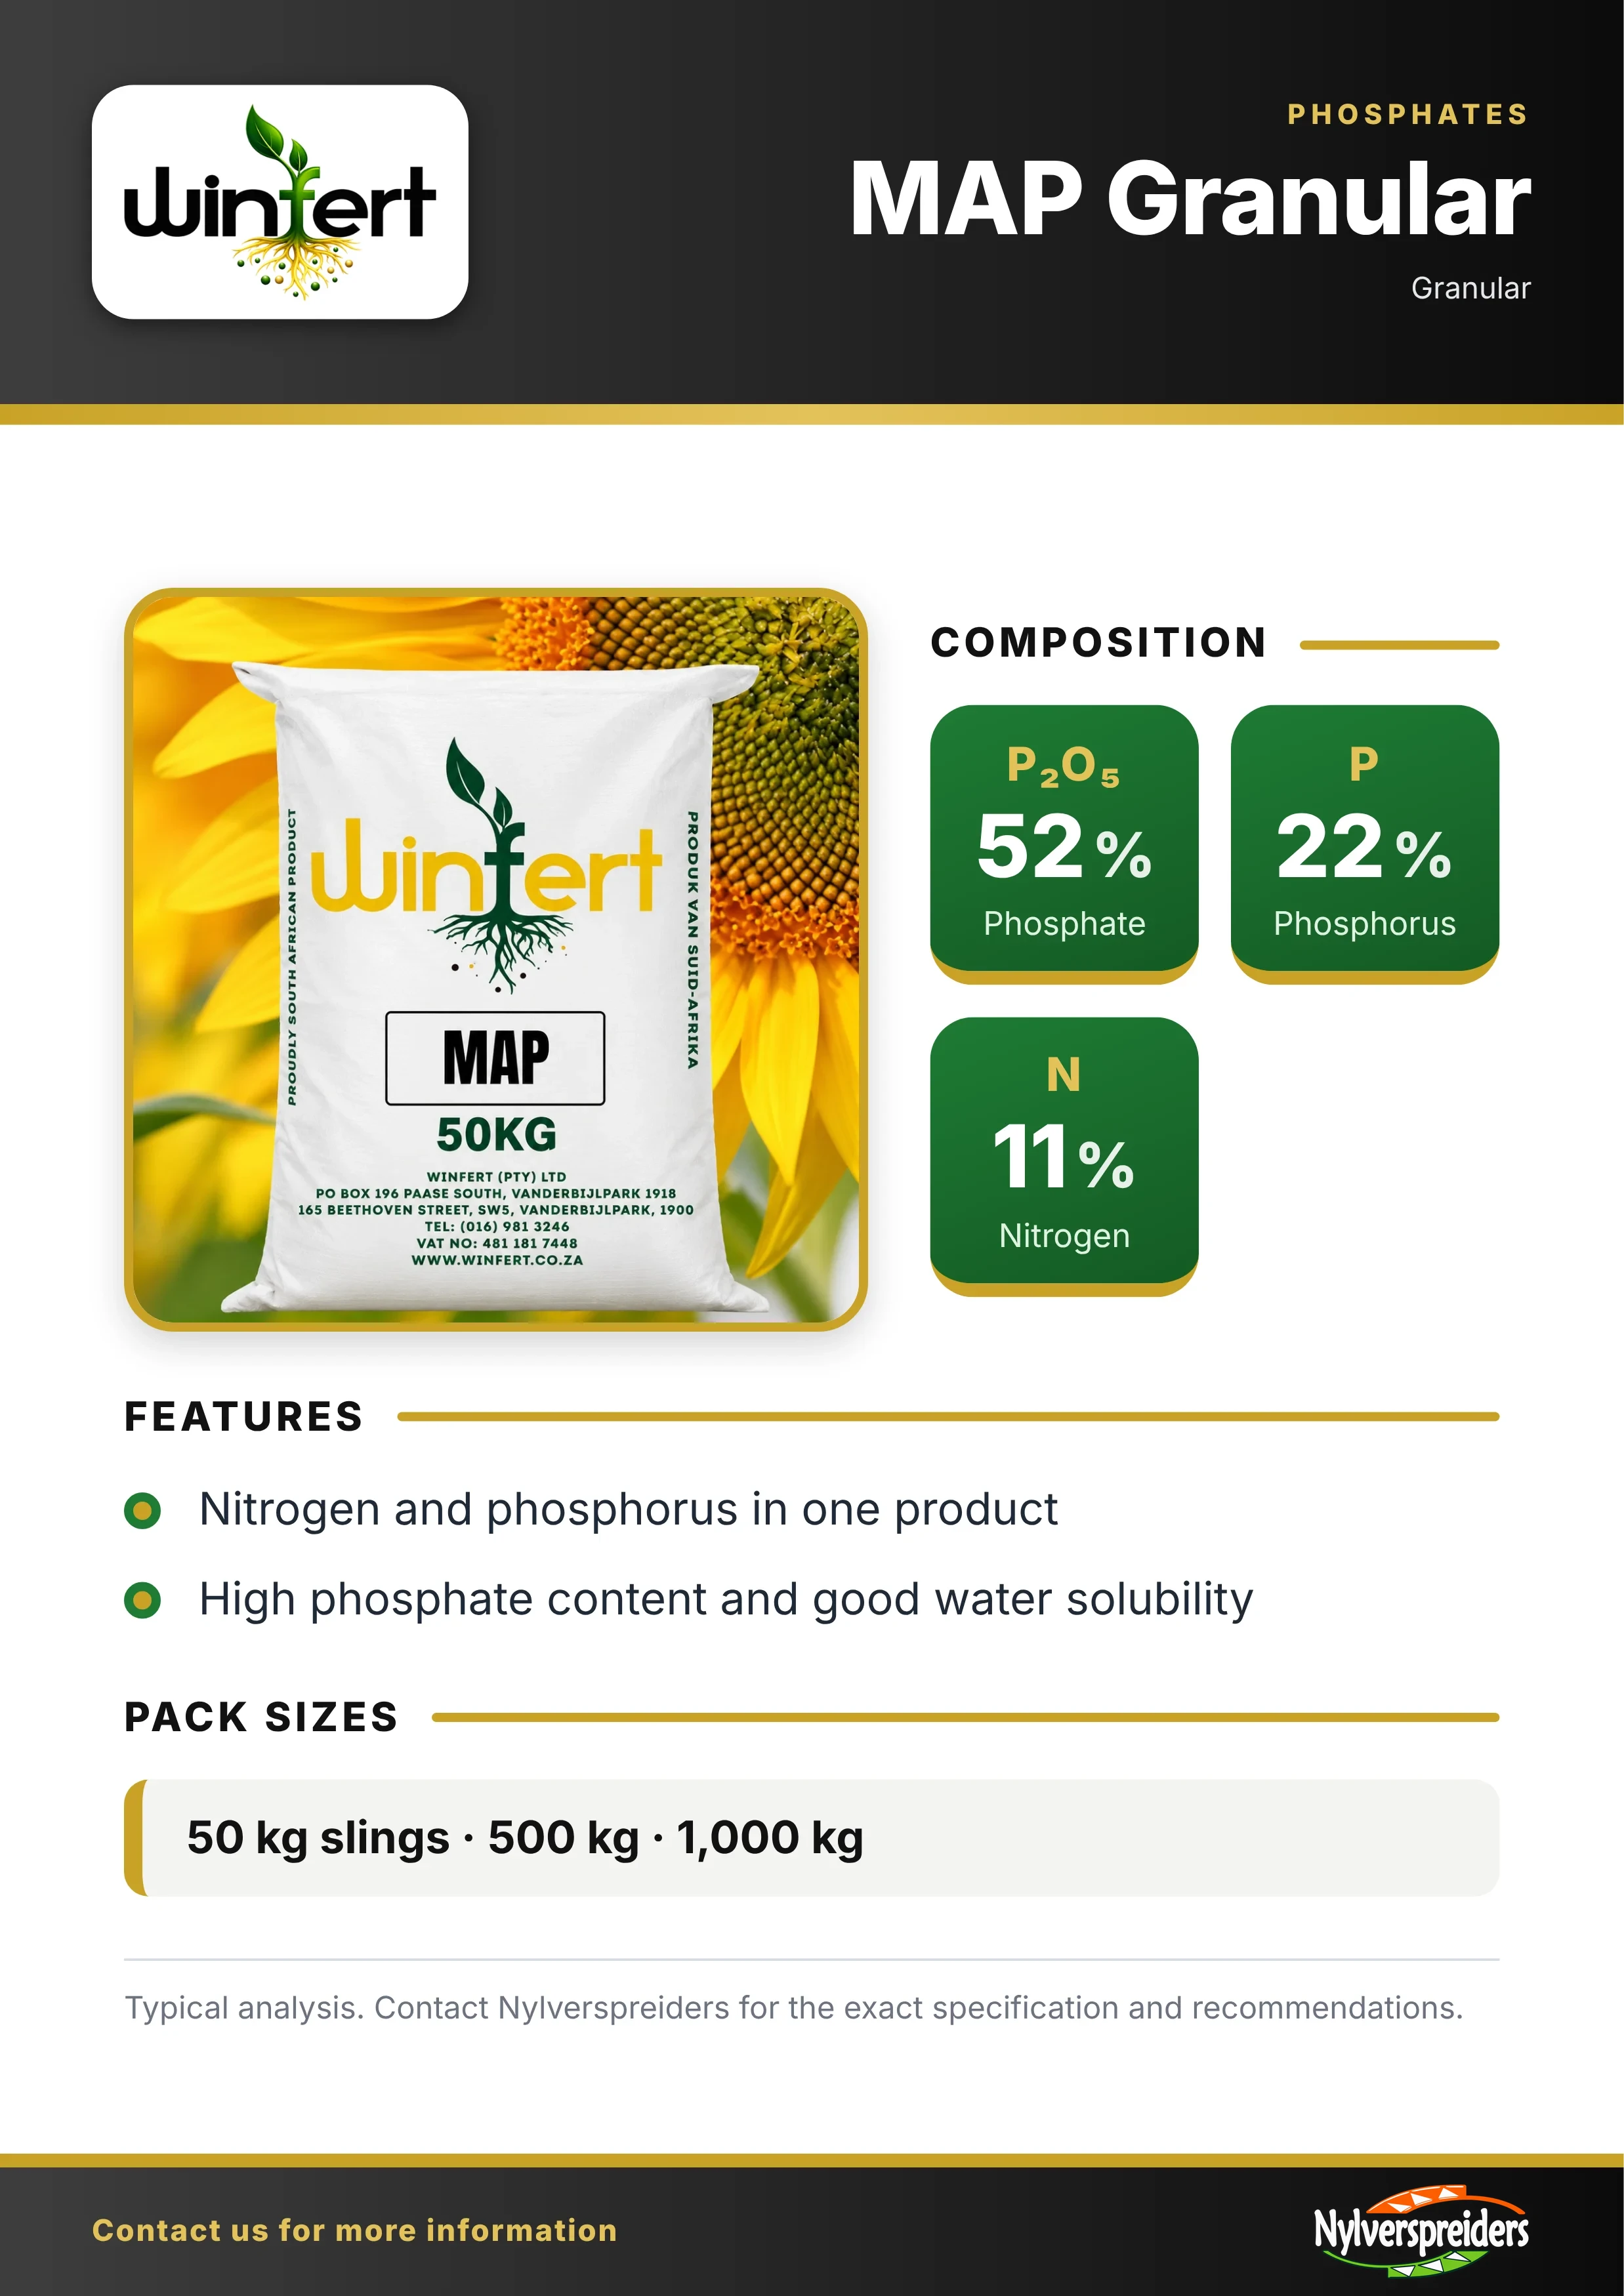 winfert
PHOSPHATES
MAP Granular
Granular
winfert
PROUDLY SOUTH AFRICAN PRODUCT
PRODUK VAN SUID-AFRIKA
MAP
50KG
WINFERT (PTY) LTD
PO BOX 196 PAASE SOUTH, VANDERBIJLPARK 1918
165 BEETHOVEN STREET, SW5, VANDERBIJLPARK, 1900
TEL: (016) 981 3246
VAT NO: 481 181 7448
WWW.WINFERT.CO.ZA
COMPOSITION
P₂O₅
52%
Phosphate
P
22%
Phosphorus
N
11%
Nitrogen
FEATURES
Nitrogen and phosphorus in one product
High phosphate content and good water solubility
PACK SIZES
50 kg slings · 500 kg · 1,000 kg
Typical analysis. Contact Nylverspreiders for the exact specification and recommendations.
Contact us for more information
Nylverspreiders